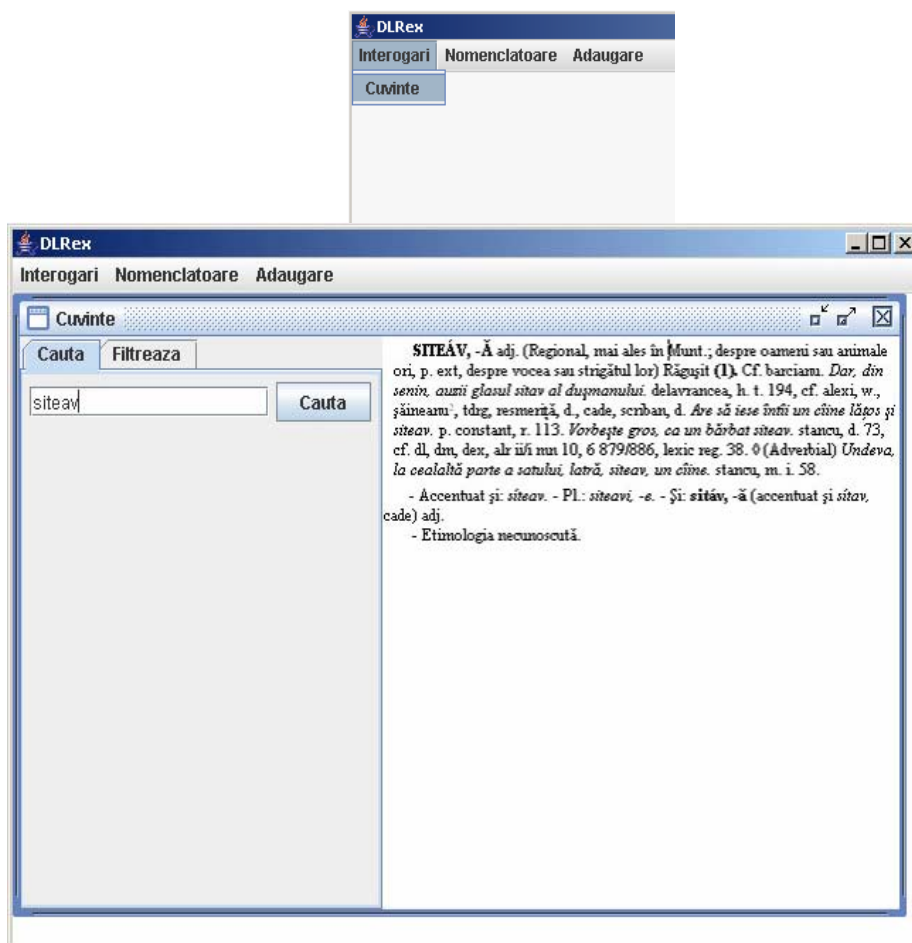 DLRex
Interogari Nomenclatoare Adaugare
Cuvinte
DLRex
Interogari Nomenclatoare Adaugare
Cuvinte
Cauta Filtreaza
siteav Cauta
SITEÁV, -Ă adj. (Regional, mai ales în Munt.; despre oameni sau animale
ori, p. ext, despre vocea sau strigătul lor) Răgușit (1). Cf. barcianu. Dar, din
senin, auzii glasul sitav al dușmanului. delavrancea, h. t. 194, cf. alexi, w.,
șăineanu, tdrg, resmeriță, d., cade, scriban, d. Are să iese întîi un cîine lățos și
siteav. p. constant, r. 113. Vorbește gros, ca un bărbat siteav. stancu, d. 73,
cf. dl, dm, dex, alr ii/i mn 10, 6 879/886, lexic reg. 38. ◊ (Adverbial) Undeva,
la cealaltă parte a satului, latră, siteav, un cîine. stancu, m. i. 58.
- Accentuat și: síteav. - Pl.: siteavi, -e. - Și: sitáv, -ă (accentuat și sítav,
cade) adj.
- Etimologia necunoscută.